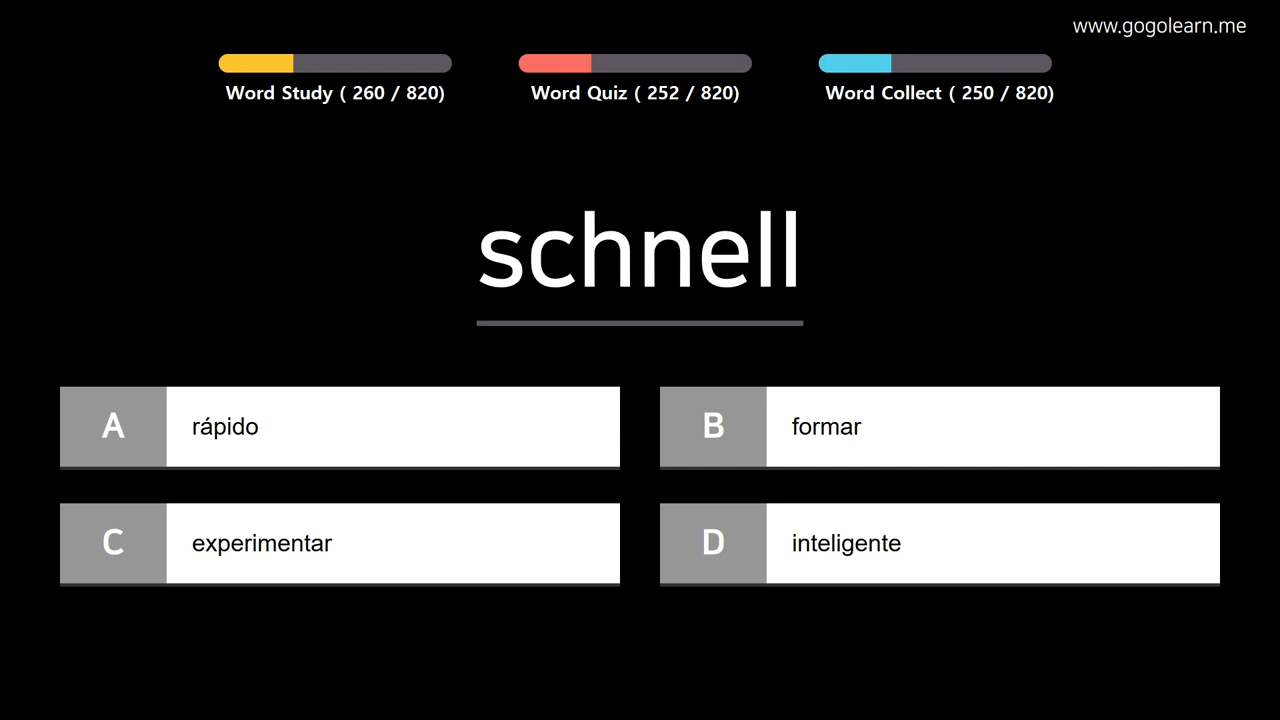 www.gogolearn.me
Word Study ( 260 / 820)
Word Quiz ( 252 / 820)
Word Collect ( 250 / 820)
schnell
A rápido
B formar
C experimentar
D inteligente